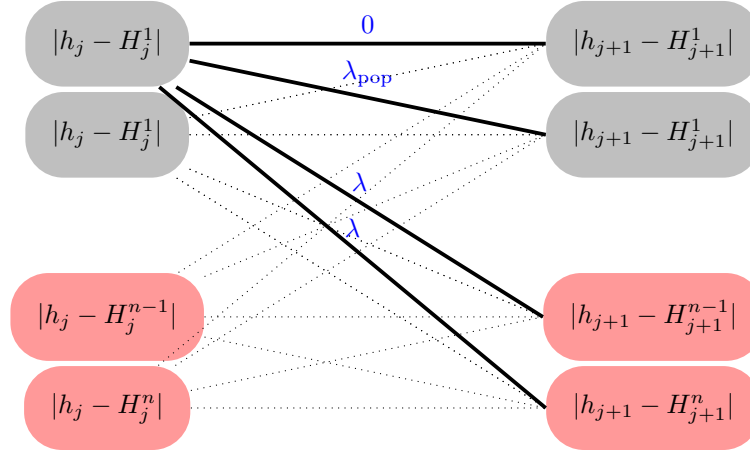 0
|h_j − H_j^1| |h_{j+1} − H_{j+1}^1|
λ_pop
|h_j − H_j^1| |h_{j+1} − H_{j+1}^1|
λ
λ
|h_j − H_j^{n−1}| |h_{j+1} − H_{j+1}^{n−1}|
|h_j − H_j^n| |h_{j+1} − H_{j+1}^n|